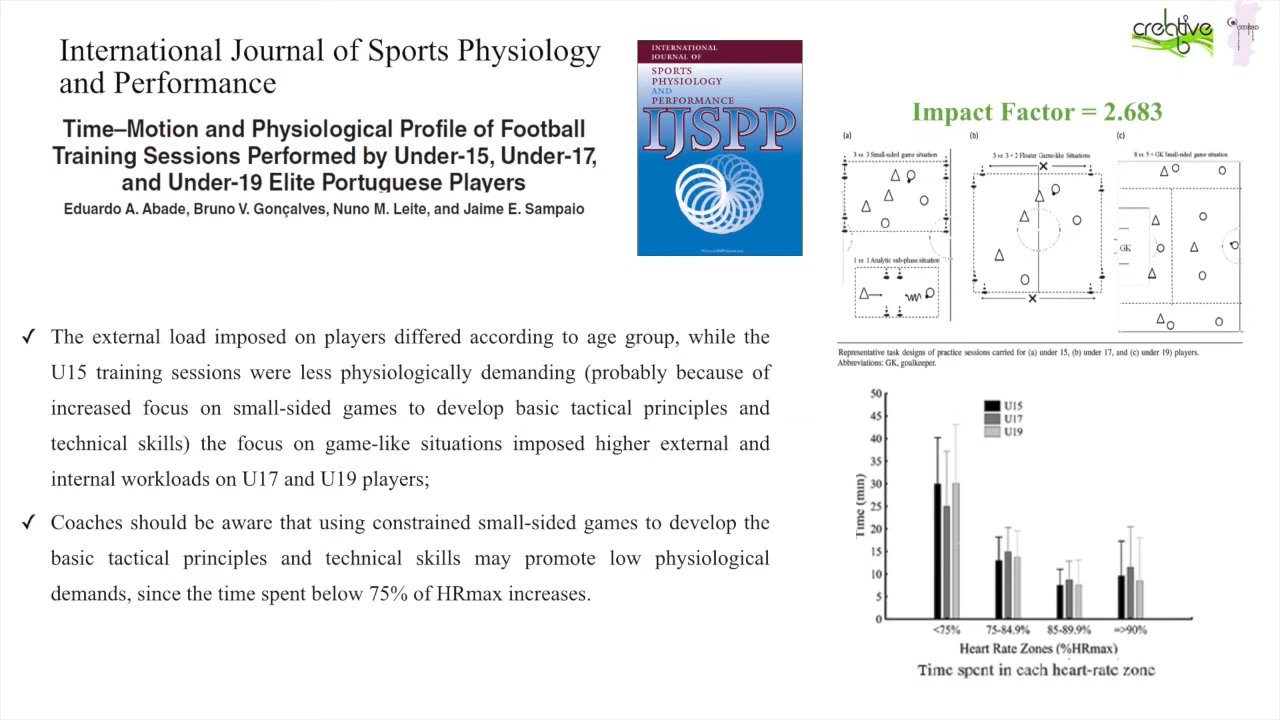 International Journal of Sports Physiology
and Performance
Time–Motion and Physiological Profile of Football
Training Sessions Performed by Under-15, Under-17,
and Under-19 Elite Portuguese Players
Eduardo A. Abade, Bruno V. Gonçalves, Nuno M. Leite, and Jaime E. Sampaio
INTERNATIONAL
JOURNAL OF
SPORTS
PHYSIOLOGY
AND
PERFORMANCE
IJSPP
creative
Impact Factor = 2.683
(a)
3 vs. 3 Small-sided game situation
1 vs. 1 Analytic sub-phase situation
(b)
3 vs. 3 + 2 Floater Game-like Situations
(c)
8 vs. 5 + GK Small-sided game situation
GK
Representative task designs of practice sessions carried for (a) under 15, (b) under 17, and (c) under 19) players.
Abbreviations: GK, goalkeeper.
✓ The external load imposed on players differed according to age group, while the
U15 training sessions were less physiologically demanding (probably because of
increased focus on small-sided games to develop basic tactical principles and
technical skills) the focus on game-like situations imposed higher external and
internal workloads on U17 and U19 players;
✓ Coaches should be aware that using constrained small-sided games to develop the
basic tactical principles and technical skills may promote low physiological
demands, since the time spent below 75% of HRmax increases.
50
45
40
35
30
25
20
15
10
5
0
Time (min)
U15
U17
U19
<75% 75-84.9% 85-89.9% =>90%
Heart Rate Zones (%HRmax)
Time spent in each heart-rate zone